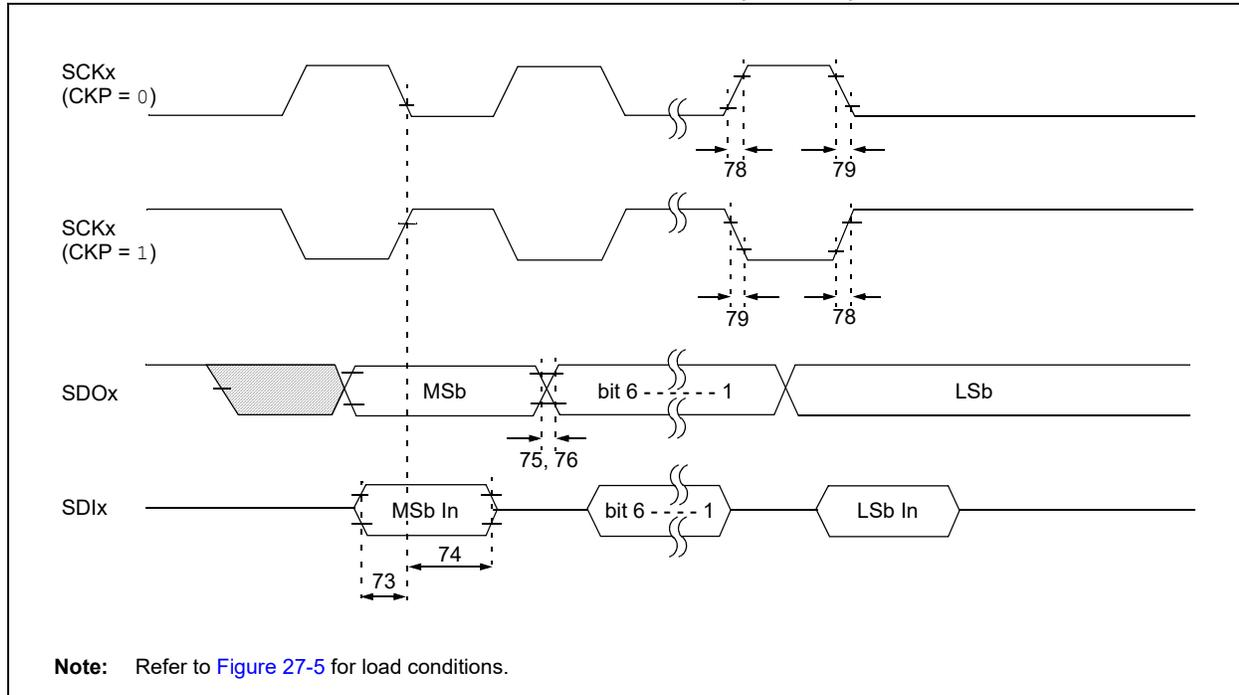 SCKx
(CKP = 0)
78
79
SCKx
(CKP = 1)
79
78
SDOx
MSb
bit 6 - - - - - - 1
LSb
75, 76
SDIx
MSb In
bit 6 - - - - 1
LSb In
74
73
Note: Refer to Figure 27-5 for load conditions.